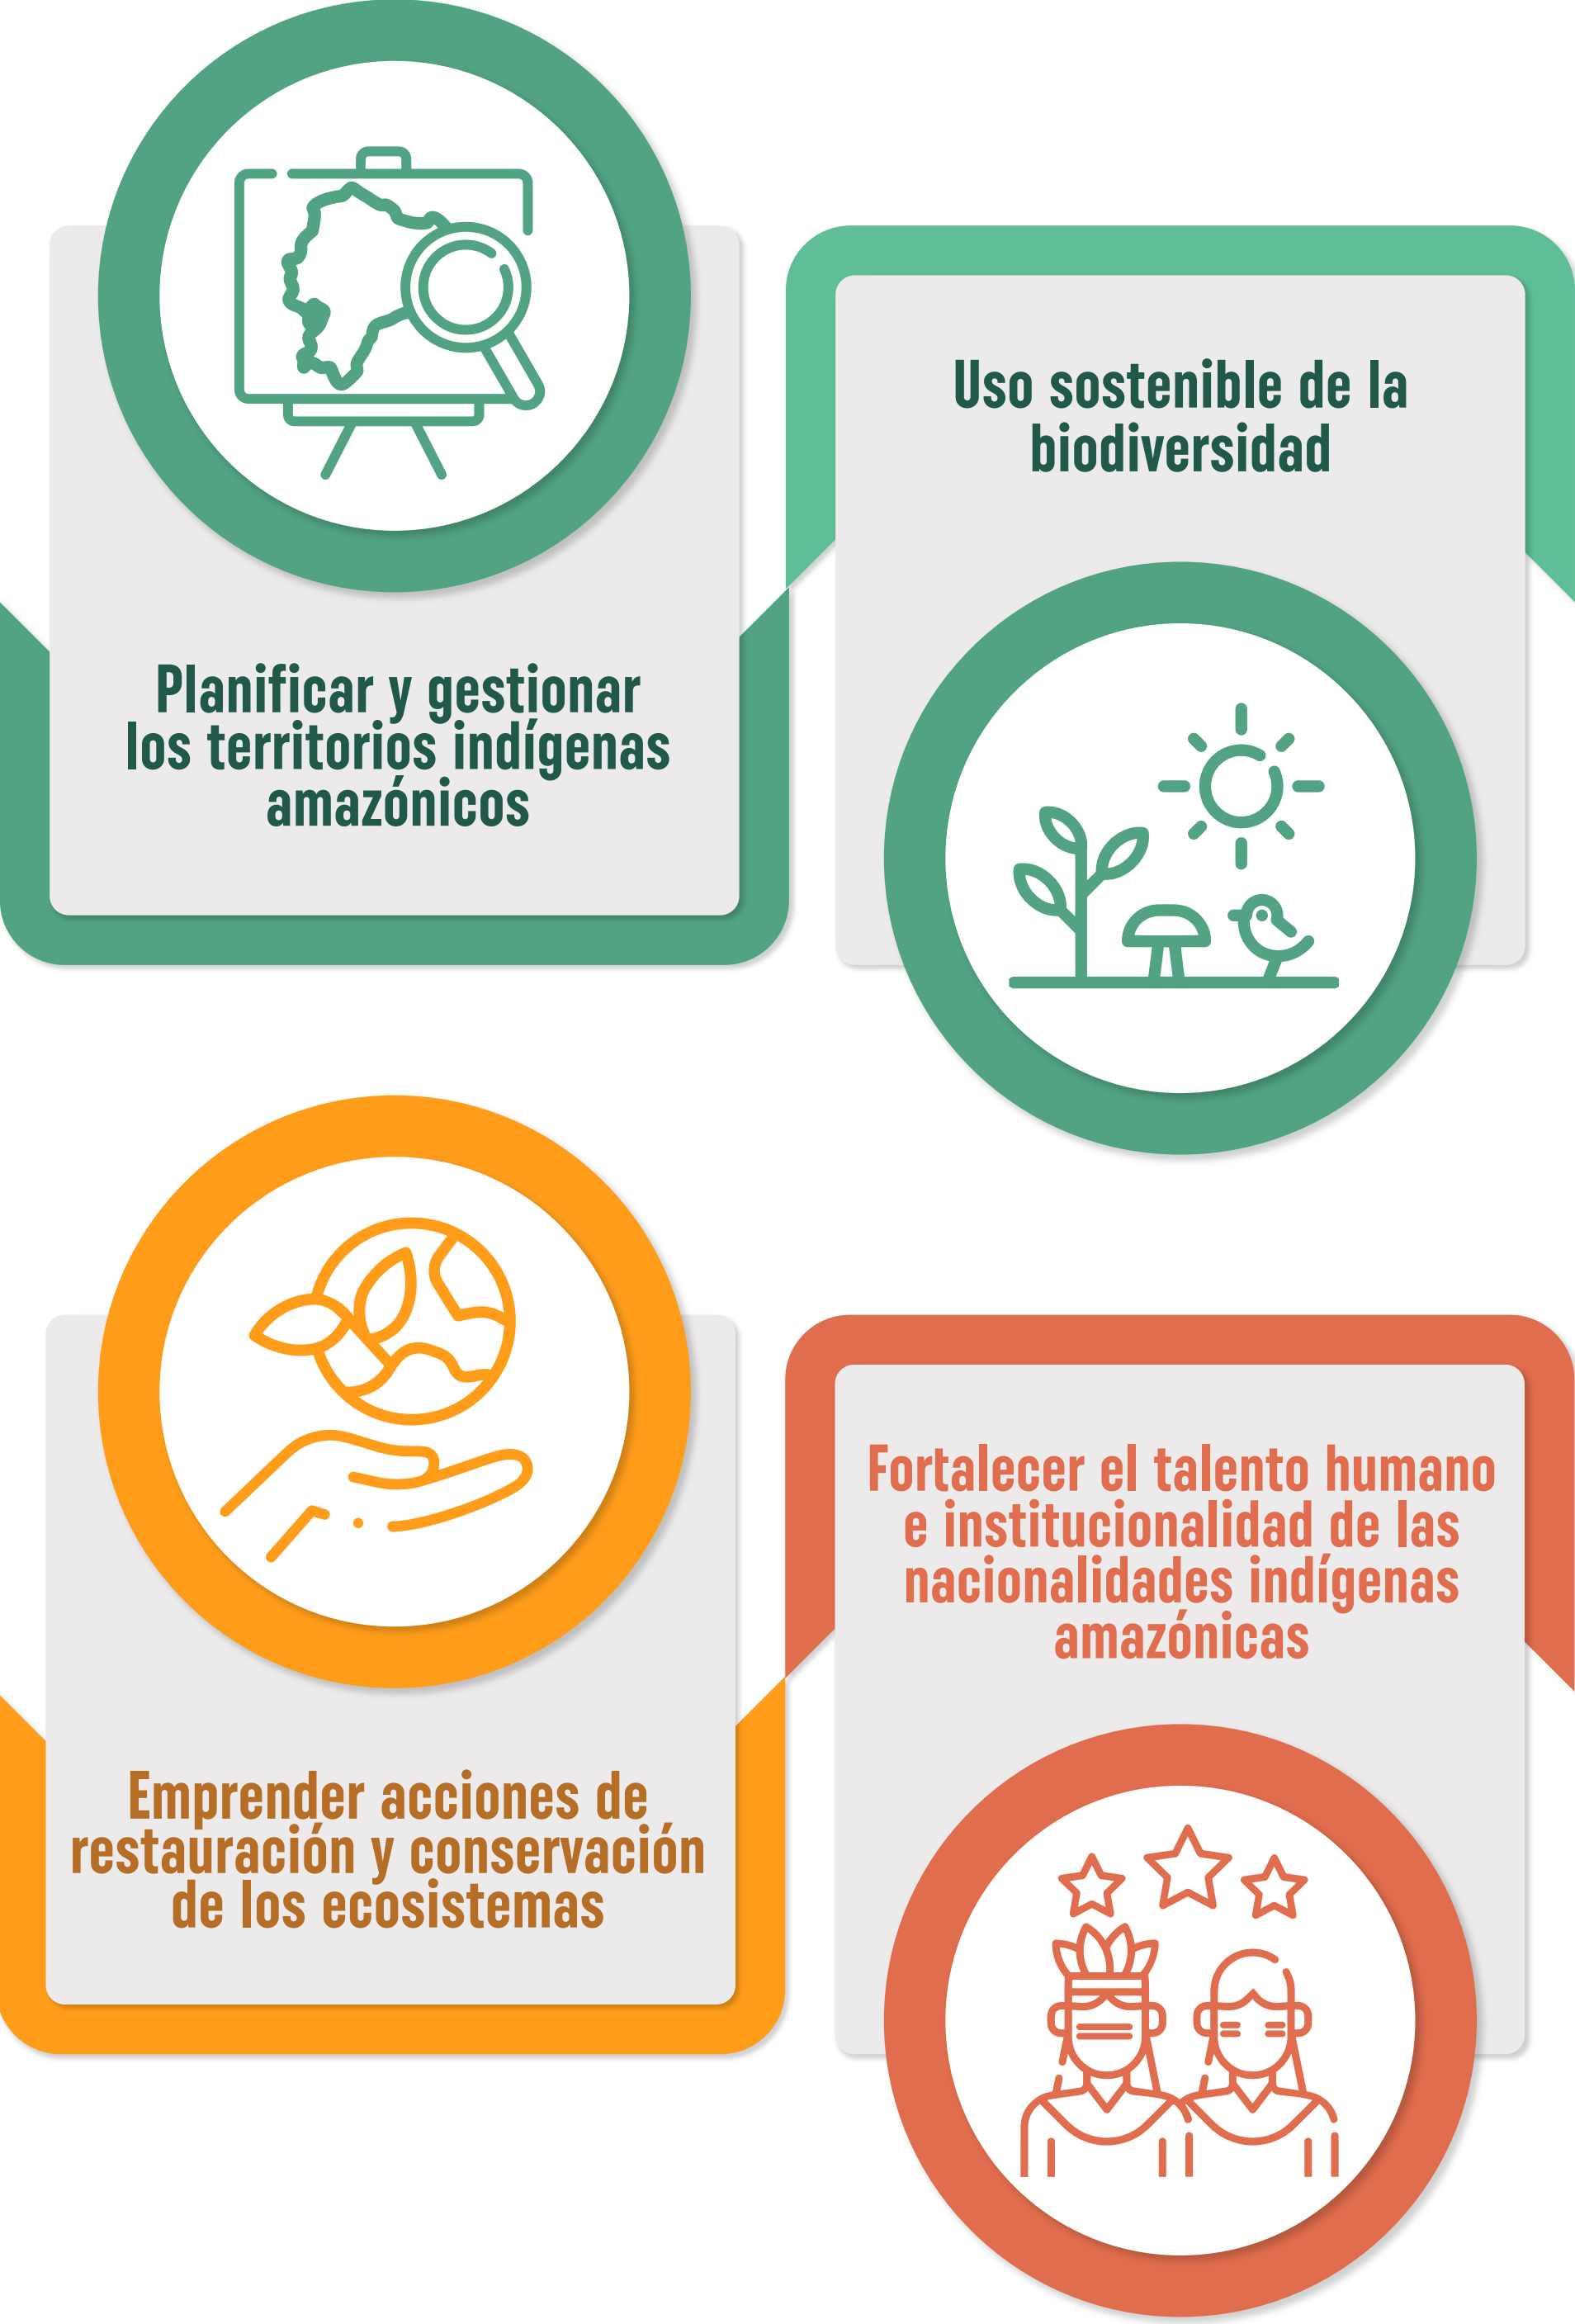 Planificar y gestionar
los territorios indígenas
amazónicos
Uso sostenible de la
biodiversidad
Emprender acciones de
restauración y conservación
de los ecosistemas
Fortalecer el talento humano
e institucionalidad de las
nacionalidades indígenas
amazónicas